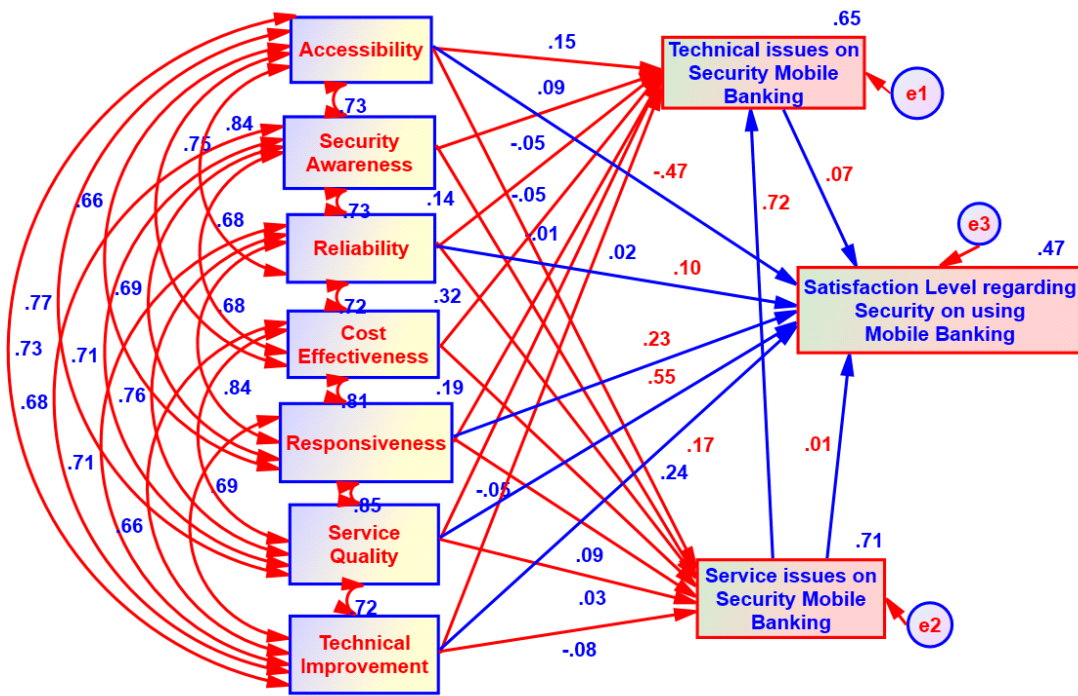 .65
Accessibility
.15
Technical issues on
Security Mobile
Banking
e1
.09
.73
.84
.75
Security
Awareness
-.05
.66
.14
-.47
.07
.72
.73
-.05
e3
.68
Reliability
.01
.02
.47
.10
.77
.69
.68
.72
.32
Satisfaction Level regarding
Security on using
Mobile Banking
.73
.71
Cost
Effectiveness
.23
.55
.68
.76
.84
.81
.19
Responsiveness
.17
.01
.71
.69
.24
-.05
.85
.66
Service
Quality
.71
.09
Service issues on
Security Mobile
Banking
.03
.72
e2
Technical
Improvement
-.08